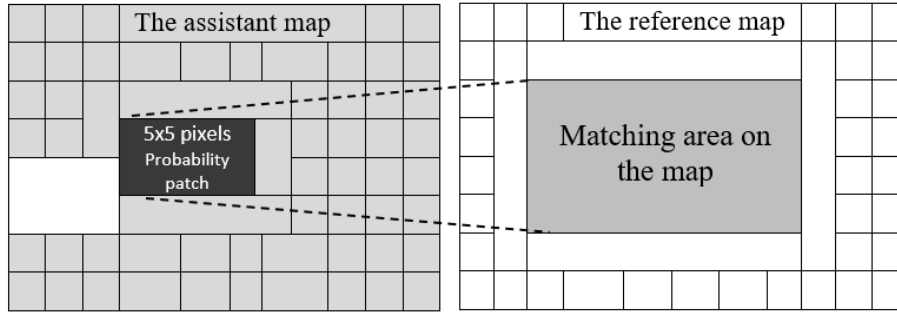 The assistant map
5x5 pixels
Probability
patch
The reference map
Matching area on
the map